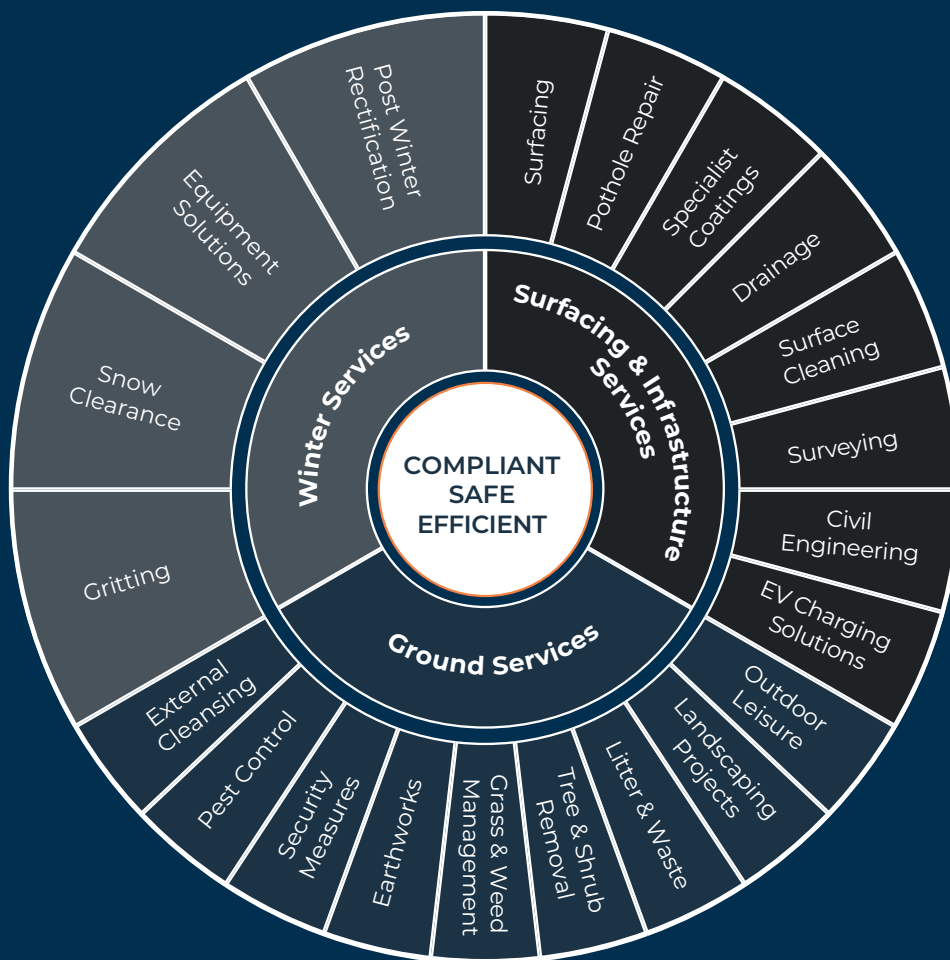 COMPLIANT
SAFE
EFFICIENT
Surfacing & Infrastructure
Services
Surfacing
Pothole Repair
Specialist
Coatings
Drainage
Surface
Cleaning
Surveying
Civil
Engineering
EV Charging
Solutions
Ground Services
Outdoor
Leisure
Landscaping
Projects
Litter & Waste
Tree & Shrub
Removal
Grass & Weed
Management
Earthworks
Security
Measures
Pest Control
External
Cleansing
Winter Services
Gritting
Snow
Clearance
Equipment
Solutions
Post Winter
Rectification